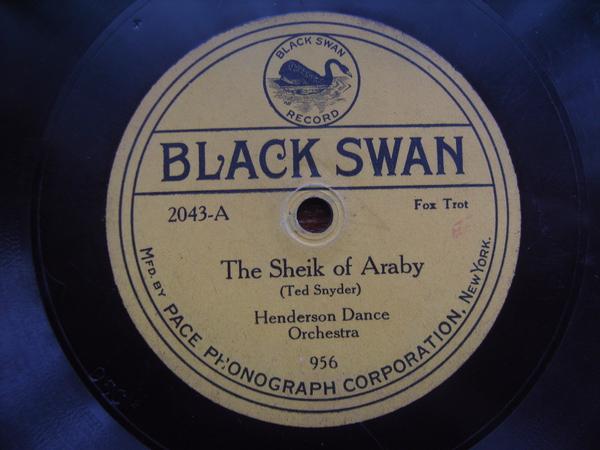 BLACK SWAN
RECORD
BLACK SWAN
2043-A
Fox Trot
The Sheik of Araby
(Ted Snyder)
Henderson Dance
Orchestra
956
MFD. BY PACE PHONOGRAPH CORPORATION, NEW YORK.